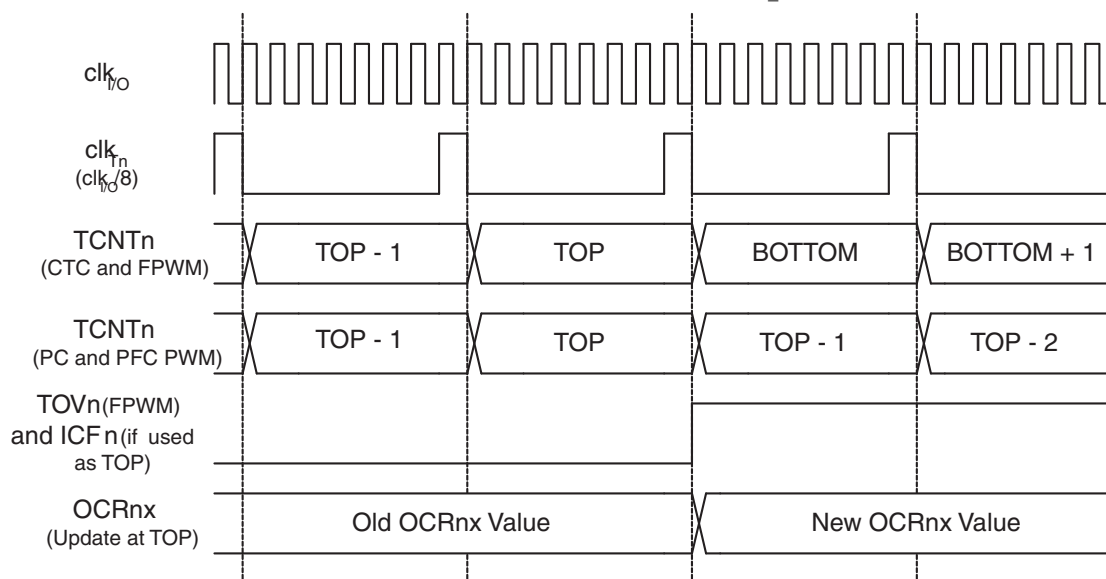 clkI/O
clkTn
(clkI/O/8)
TCNTn
(CTC and FPWM)
TOP - 1
TOP
BOTTOM
BOTTOM + 1
TCNTn
(PC and PFC PWM)
TOP - 1
TOP
TOP - 1
TOP - 2
TOVn(FPWM)
and ICFn(if used
as TOP)
OCRnx
(Update at TOP)
Old OCRnx Value
New OCRnx Value